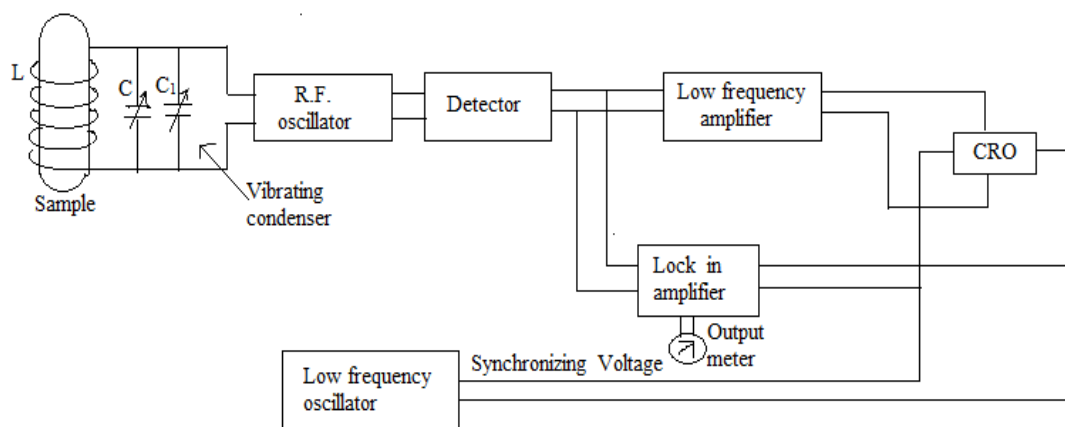 L
C
C₁
Sample
R.F.
oscillator
Vibrating
condenser
Detector
Low frequency
amplifier
CRO
Lock in
amplifier
Output
meter
Synchronizing Voltage
Low frequency
oscillator